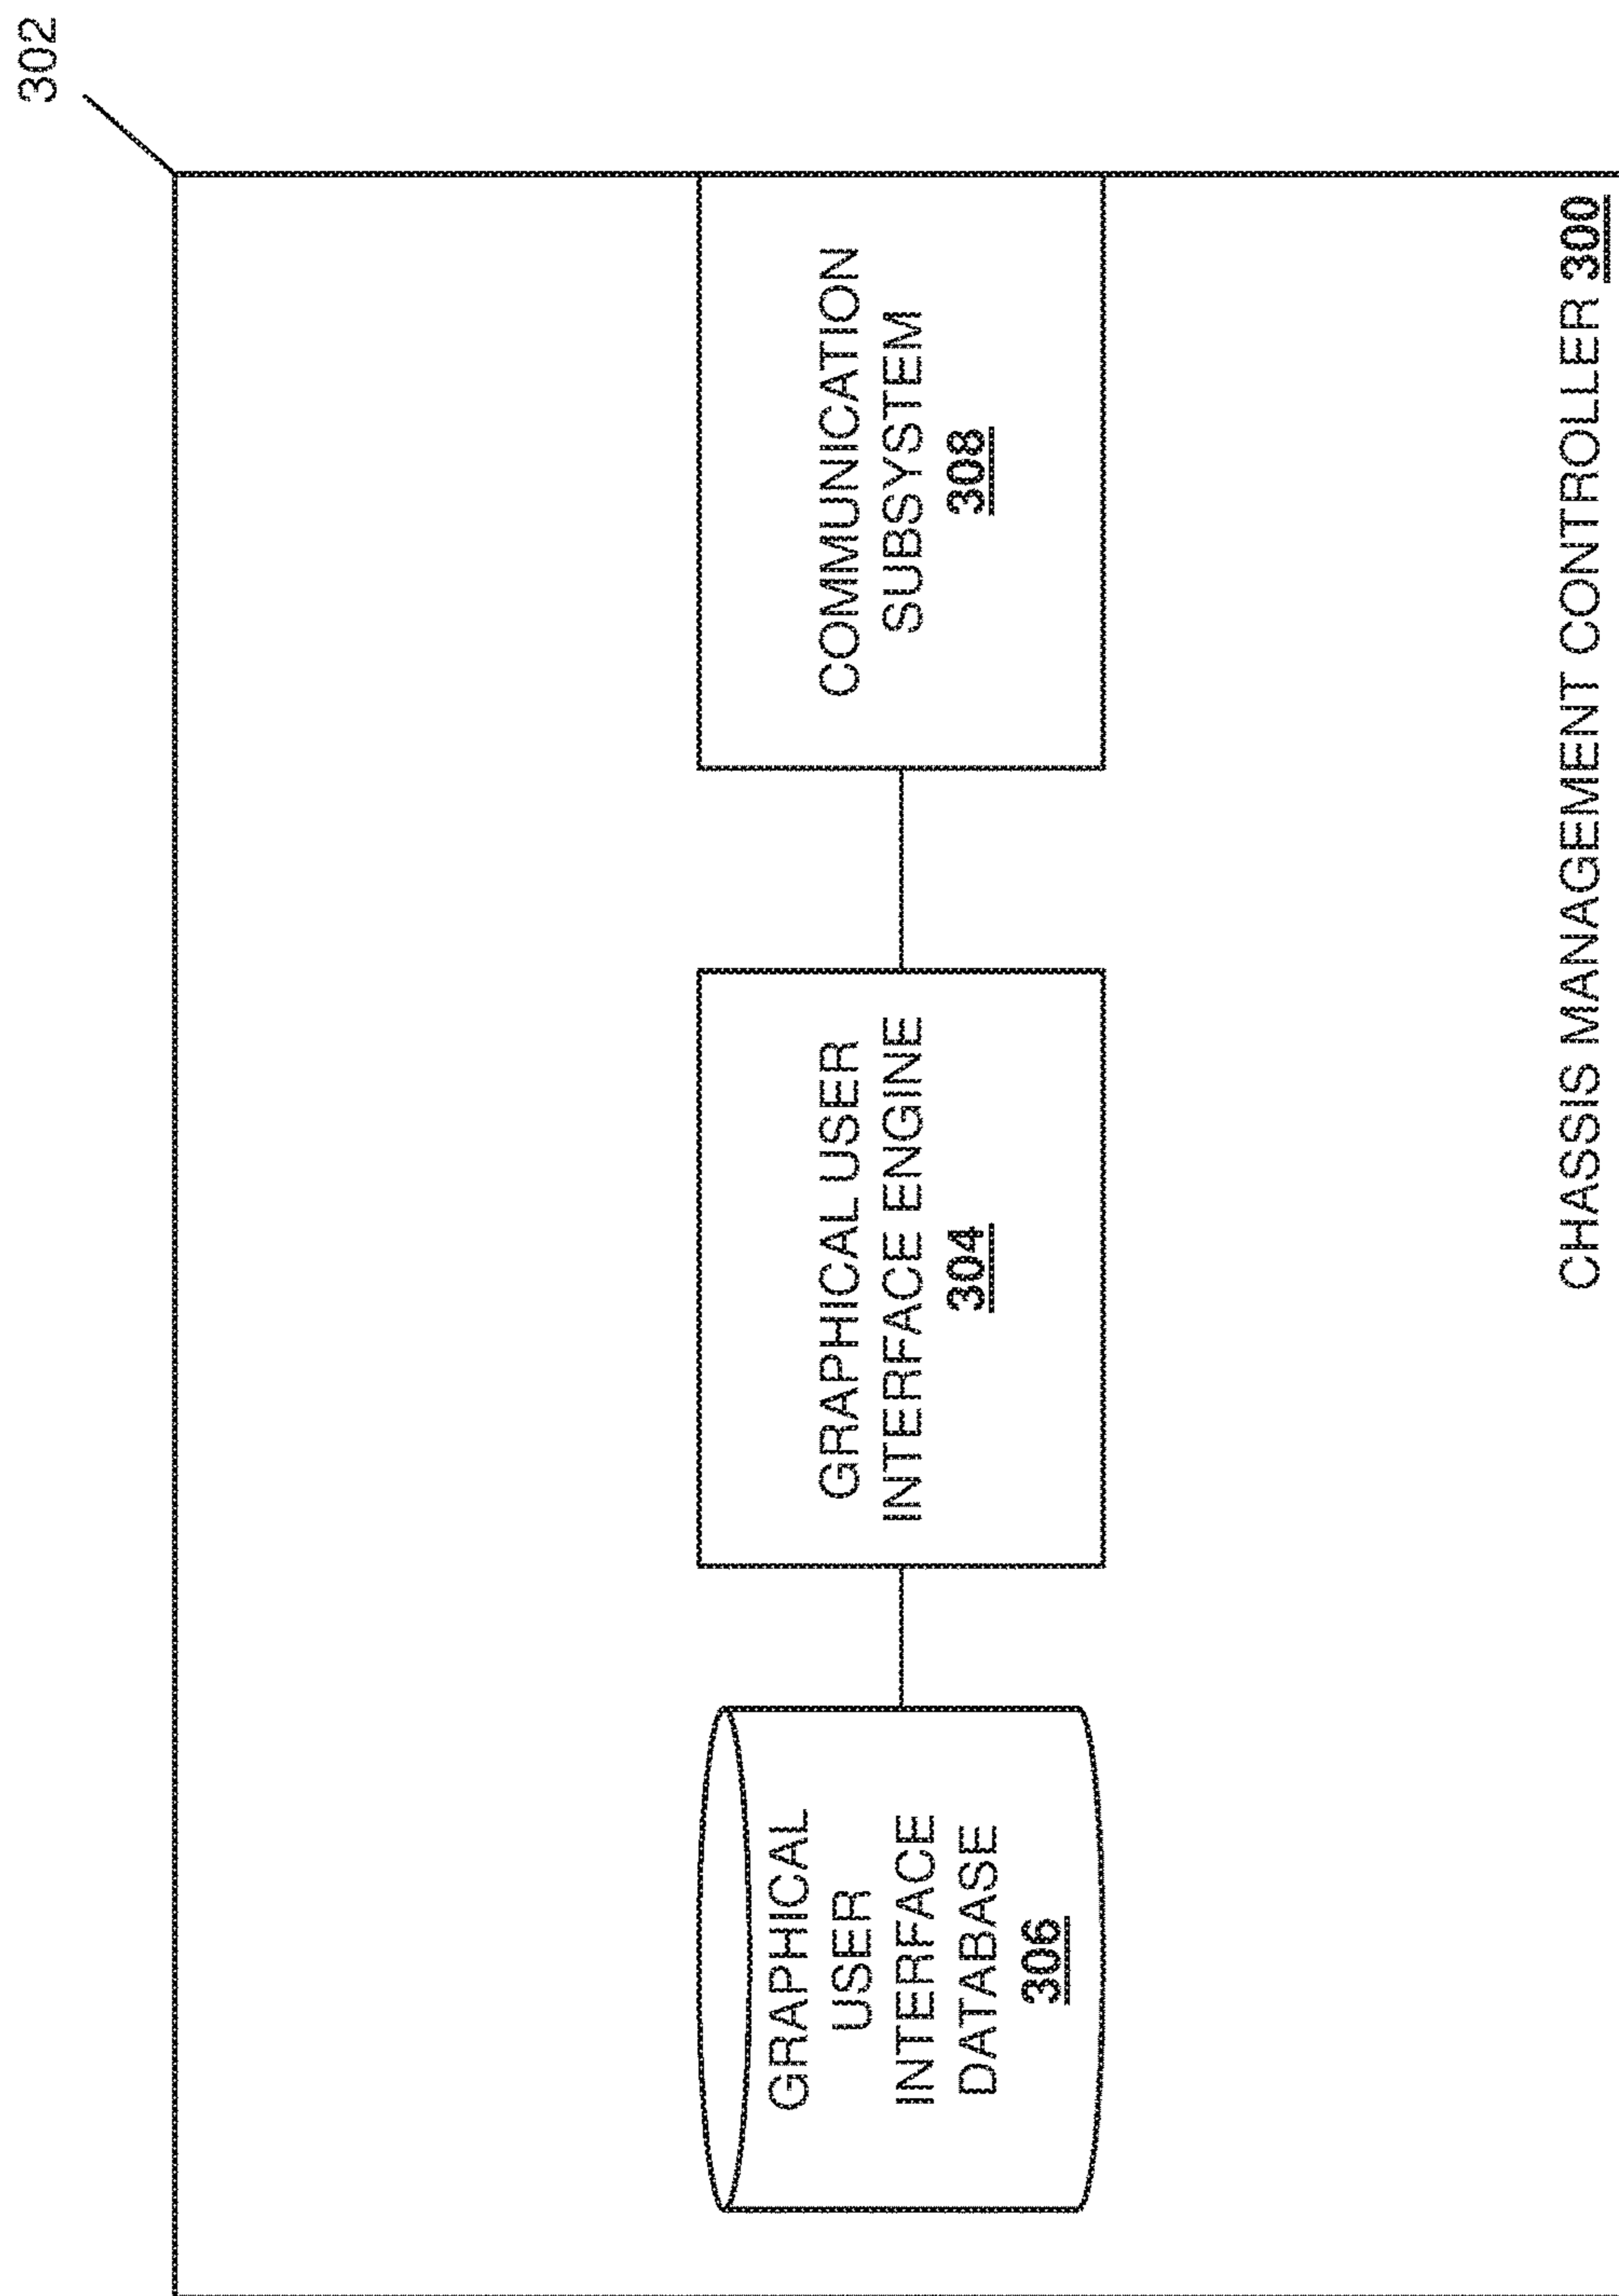 302
GRAPHICAL
USER
INTERFACE
DATABASE
306
GRAPHICAL USER
INTERFACE ENGINE
304
COMMUNICATION
SUBSYSTEM
308
CHASSIS MANAGEMENT CONTROLLER 300